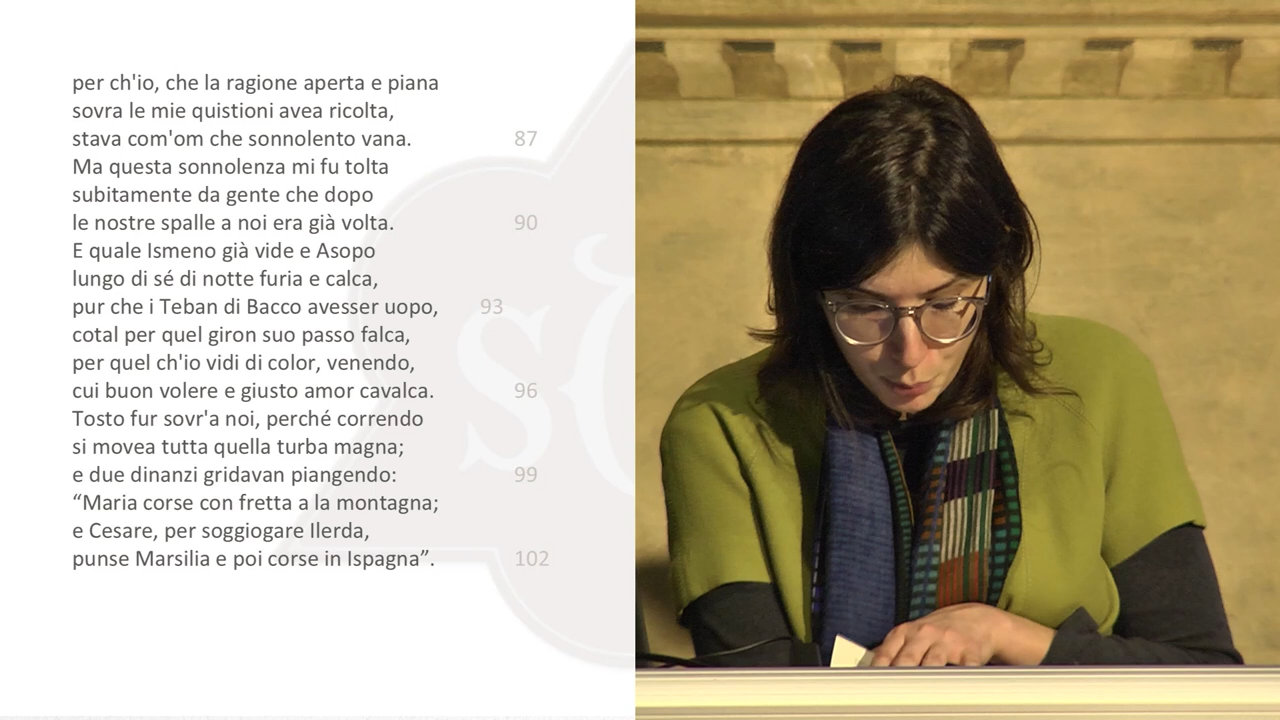 per ch'io, che la ragione aperta e piana
sovra le mie quistioni avea ricolta,
stava com'om che sonnolento vana. 87
Ma questa sonnolenza mi fu tolta
subitamente da gente che dopo
le nostre spalle a noi era già volta. 90
E quale Ismeno già vide e Asopo
lungo di sé di notte furia e calca,
pur che i Teban di Bacco avesser uopo, 93
cotal per quel giron suo passo falca,
per quel ch'io vidi di color, venendo,
cui buon volere e giusto amor cavalca. 96
Tosto fur sovr'a noi, perché correndo
si movea tutta quella turba magna;
e due dinanzi gridavan piangendo: 99
“Maria corse con fretta a la montagna;
e Cesare, per soggiogare Ilerda,
punse Marsilia e poi corse in Ispagna”. 102